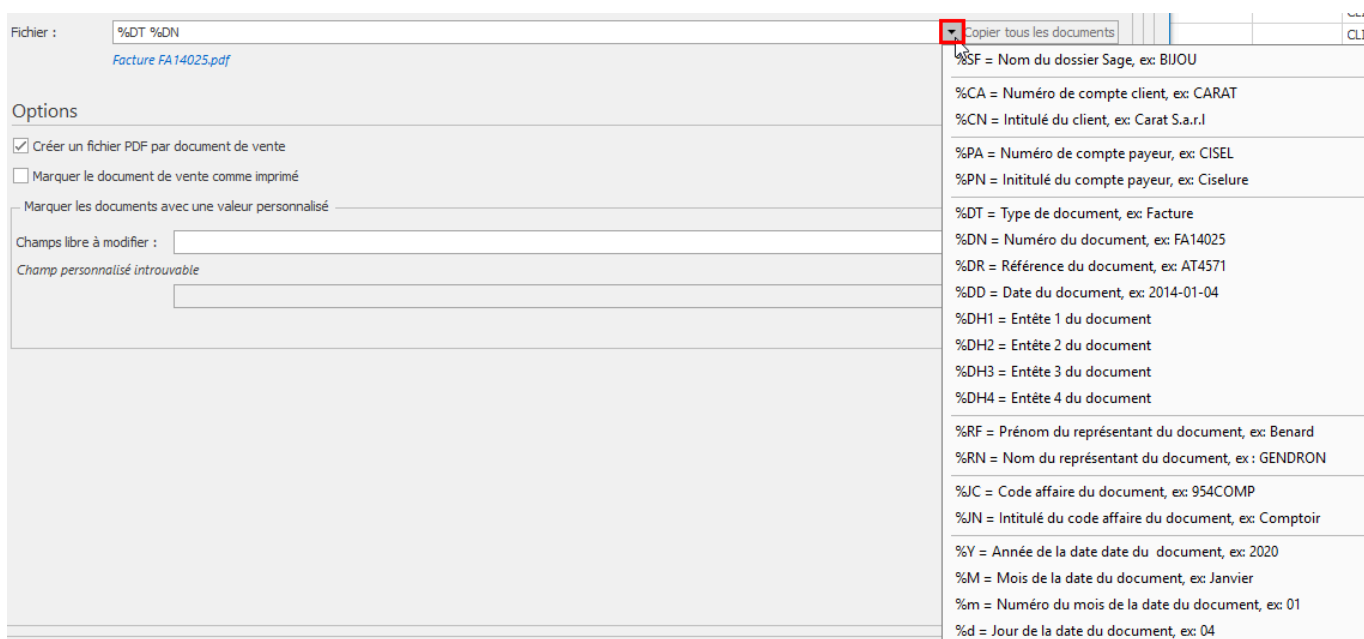 Fichier :
%DT %DN
Copier tous les documents
Facture FA14025.pdf
Options
Créer un fichier PDF par document de vente
Marquer le document de vente comme imprimé
Marquer les documents avec une valeur personnalisé
Champs libre à modifier :
Champ personnalisé introuvable
%SF = Nom du dossier Sage, ex: BIJOU
%CA = Numéro de compte client, ex: CARAT
%CN = Intitulé du client, ex: Carat S.a.r.l
%PA = Numéro de compte payeur, ex: CISEL
%PN = Inititulé du compte payeur, ex: Ciselure
%DT = Type de document, ex: Facture
%DN = Numéro du document, ex: FA14025
%DR = Référence du document, ex: AT4571
%DD = Date du document, ex: 2014-01-04
%DH1 = Entête 1 du document
%DH2 = Entête 2 du document
%DH3 = Entête 3 du document
%DH4 = Entête 4 du document
%RF = Prénom du représentant du document, ex: Benard
%RN = Nom du représentant du document, ex : GENDRON
%JC = Code affaire du document, ex: 954COMP
%JN = Intitulé du code affaire du document, ex: Comptoir
%Y = Année de la date date du  document, ex: 2020
%M = Mois de la date du document, ex: Janvier
%m = Numéro du mois de la date du document, ex: 01
%d = Jour de la date du document, ex: 04